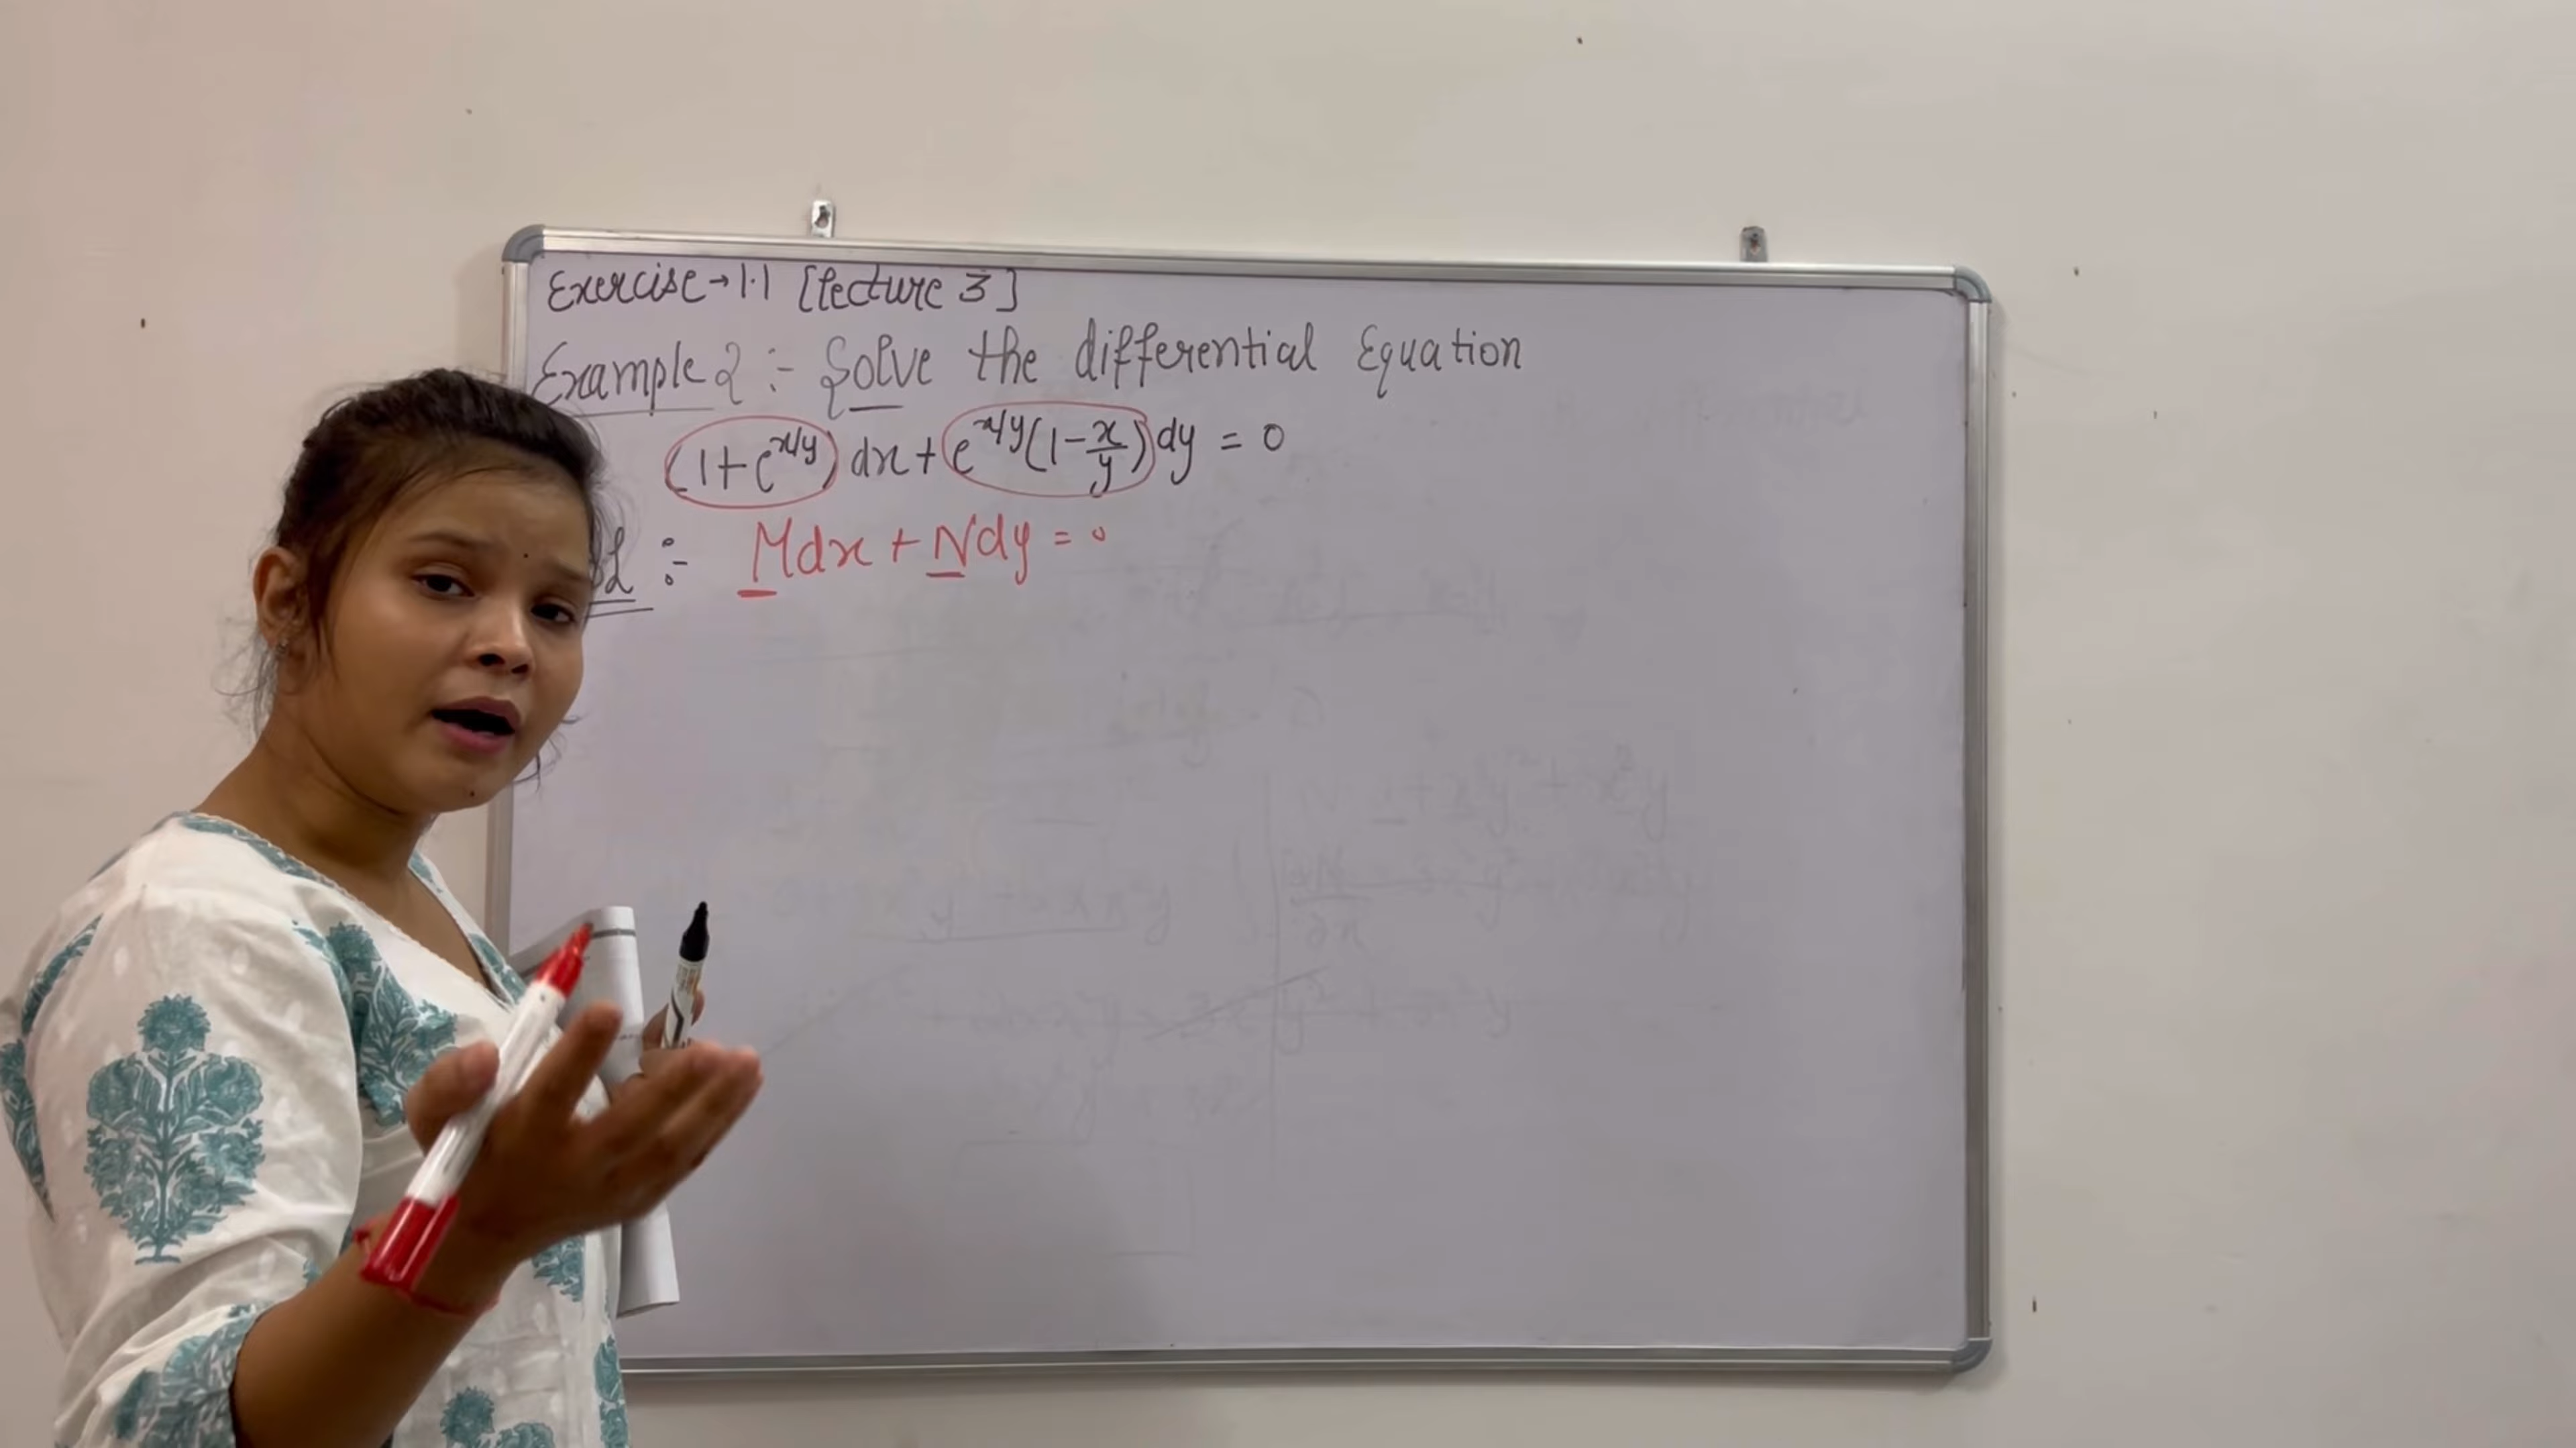 Exercise→1.1 [lecture 3]
Example 2 :- Solve the differential Equation
(1+e^{x/y}) dx + e^{x/y}(1-\frac{x}{y})dy = 0
:- Mdx + Ndy = 0